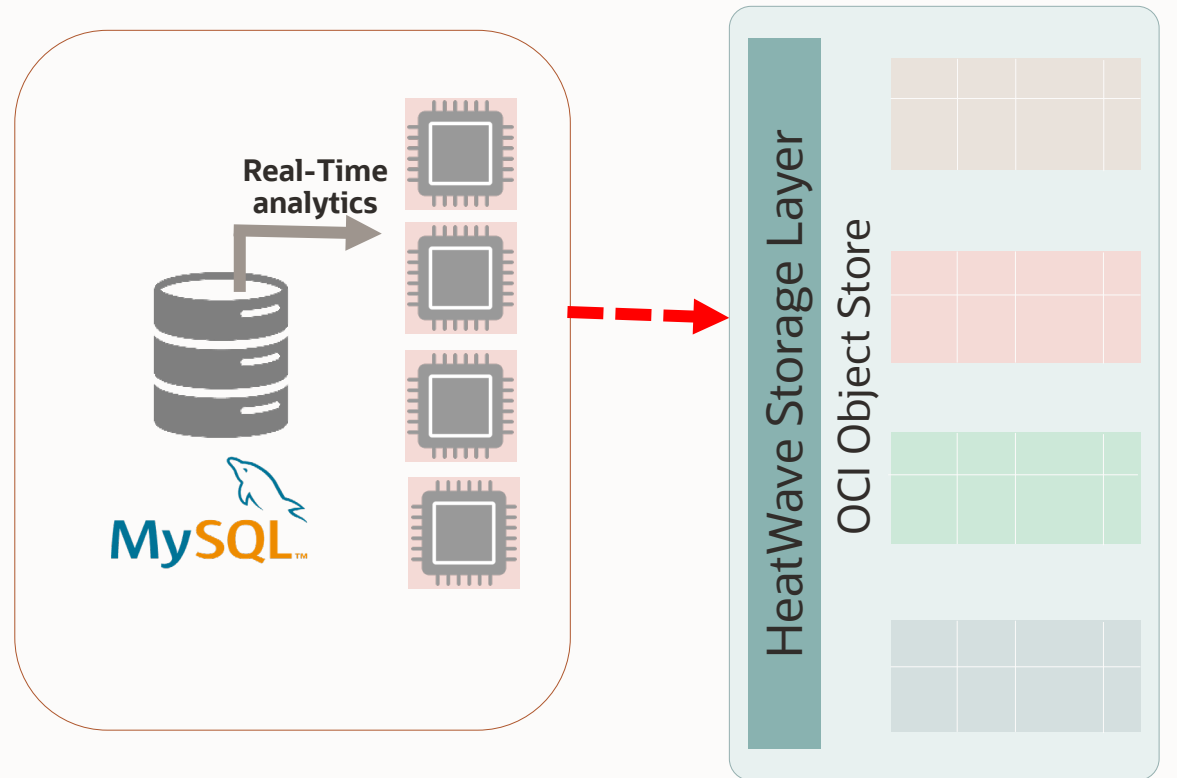 Real-Time
analytics
MySQL™
HeatWave Storage Layer
OCI Object Store